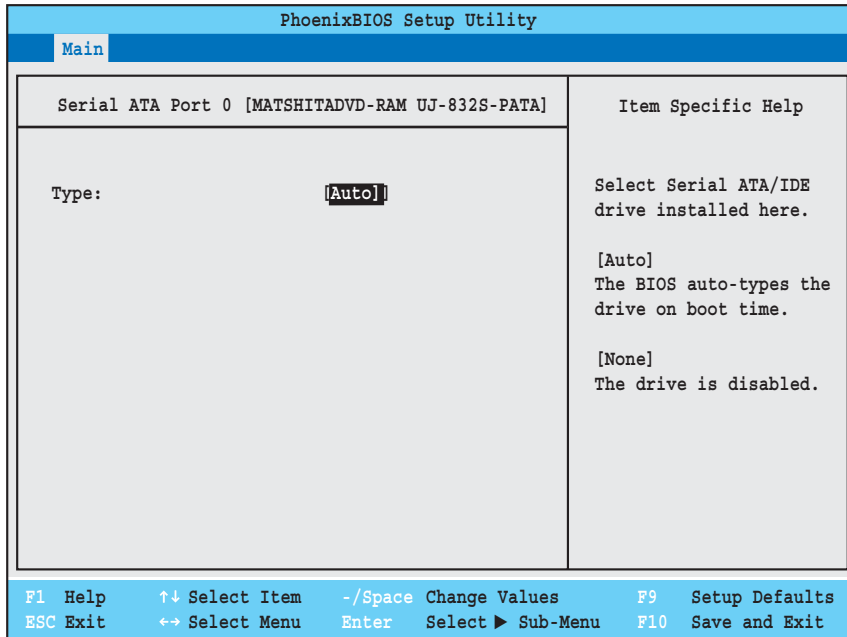 PhoenixBIOS Setup Utility
Main
Serial ATA Port 0 [MATSHITADVD-RAM UJ-832S-PATA]
Type: [Auto]]
Item Specific Help
Select Serial ATA/IDE
drive installed here.
[Auto]
The BIOS auto-types the
drive on boot time.
[None]
The drive is disabled.
F1 Help ↑↓ Select Item -/Space Change Values F9 Setup Defaults
ESC Exit ←→ Select Menu Enter Select ▶ Sub-Menu F10 Save and Exit